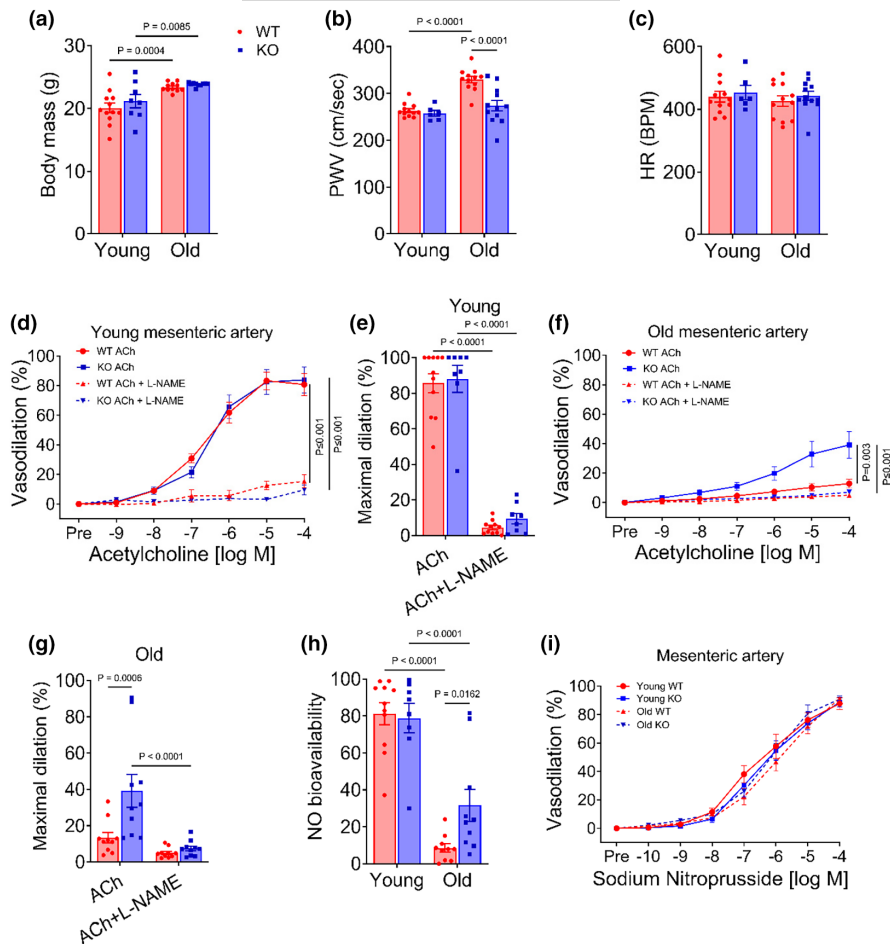 (a)
P = 0.0085
P = 0.0004
WT
KO
Body mass (g)
30
20
10
0
Young
Old
(b)
P < 0.0001
P < 0.0001
PWV (cm/sec)
400
300
200
100
0
Young
Old
(c)
HR (BPM)
600
400
200
0
Young
Old
(d)
Young mesenteric artery
WT ACh
KO ACh
WT ACh + L-NAME
KO ACh + L-NAME
Vasodilation (%)
100
80
60
40
20
0
P≤0.001
P≤0.001
Pre -9 -8 -7 -6 -5 -4
Acetylcholine [log M]
(e)
Young
P < 0.0001
P < 0.0001
Maximal dilation (%)
100
80
60
40
20
0
ACh
ACh+L-NAME
(f)
Old mesenteric artery
WT ACh
KO ACh
WT ACh + L-NAME
KO ACh + L-NAME
Vasodilation (%)
100
80
60
40
20
0
P=0.003
P≤0.001
Pre -9 -8 -7 -6 -5 -4
Acetylcholine [log M]
(g)
Old
P = 0.0006
P < 0.0001
Maximal dilation (%)
100
80
60
40
20
0
ACh
ACh+L-NAME
(h)
P < 0.0001
P < 0.0001
P = 0.0162
NO bioavailability
100
80
60
40
20
0
Young
Old
(i)
Mesenteric artery
Young WT
Young KO
Old WT
Old KO
Vasodilation (%)
100
80
60
40
20
0
Pre -10 -9 -8 -7 -6 -5 -4
Sodium Nitroprusside [log M]